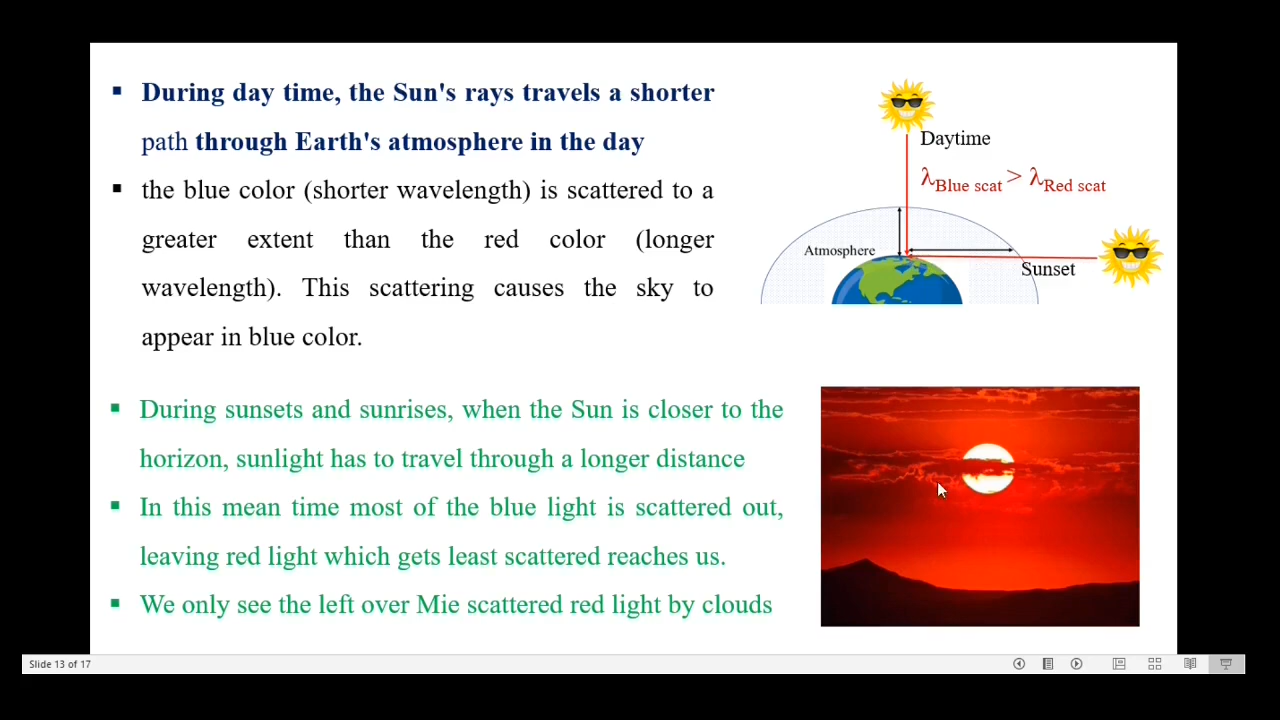 During day time, the Sun's rays travels a shorter
path through Earth's atmosphere in the day
the blue color (shorter wavelength) is scattered to a
greater extent than the red color (longer
wavelength). This scattering causes the sky to
appear in blue color.
Daytime
λBlue scat > λRed scat
Atmosphere
Sunset
During sunsets and sunrises, when the Sun is closer to the
horizon, sunlight has to travel through a longer distance
In this mean time most of the blue light is scattered out,
leaving red light which gets least scattered reaches us.
We only see the left over Mie scattered red light by clouds
Slide 13 of 17